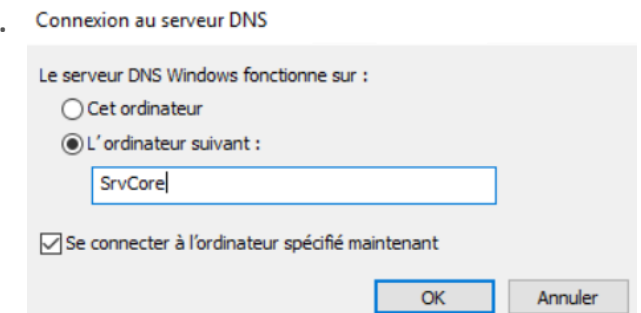 Connexion au serveur DNS
Le serveur DNS Windows fonctionne sur :
Cet ordinateur
L'ordinateur suivant :
SrvCore
Se connecter à l'ordinateur spécifié maintenant
OK Annuler